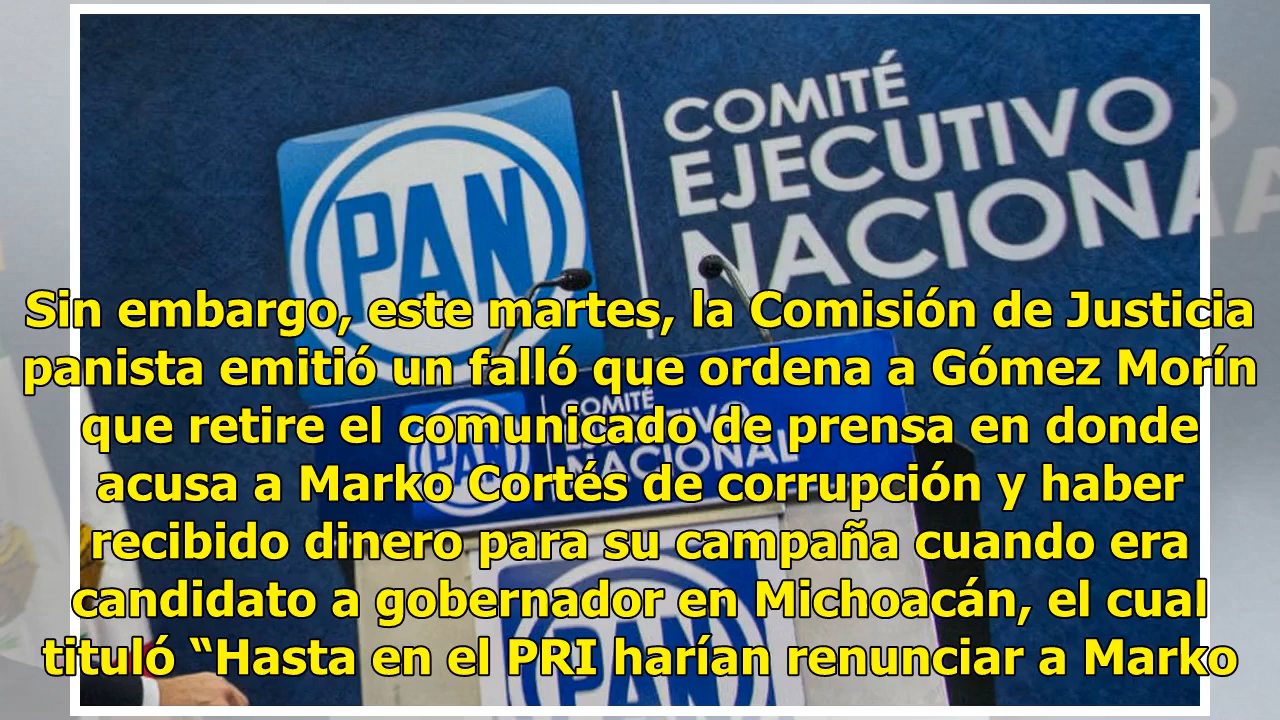 PAN
COMITÉ
EJECUTIVO
NACIONA
Sin embargo, este martes, la Comisión de Justicia
panista emitió un falló que ordena a Gómez Morín
que retire el comunicado de prensa en donde
acusa a Marko Cortés de corrupción y haber
recibido dinero para su campaña cuando era
candidato a gobernador en Michoacán, el cual
tituló “Hasta en el PRI harían renunciar a Marko
PAN
COMITÉ
EJECUTIVO
NACIONAL
PAN